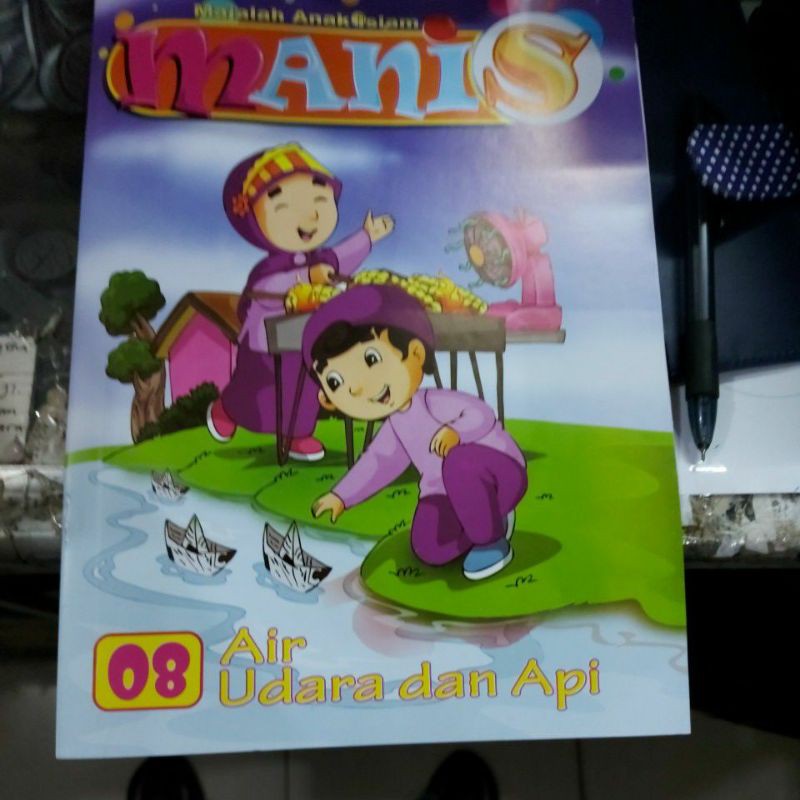 Majalah Anak Islam
maniS
08
Air
Udara dan Api